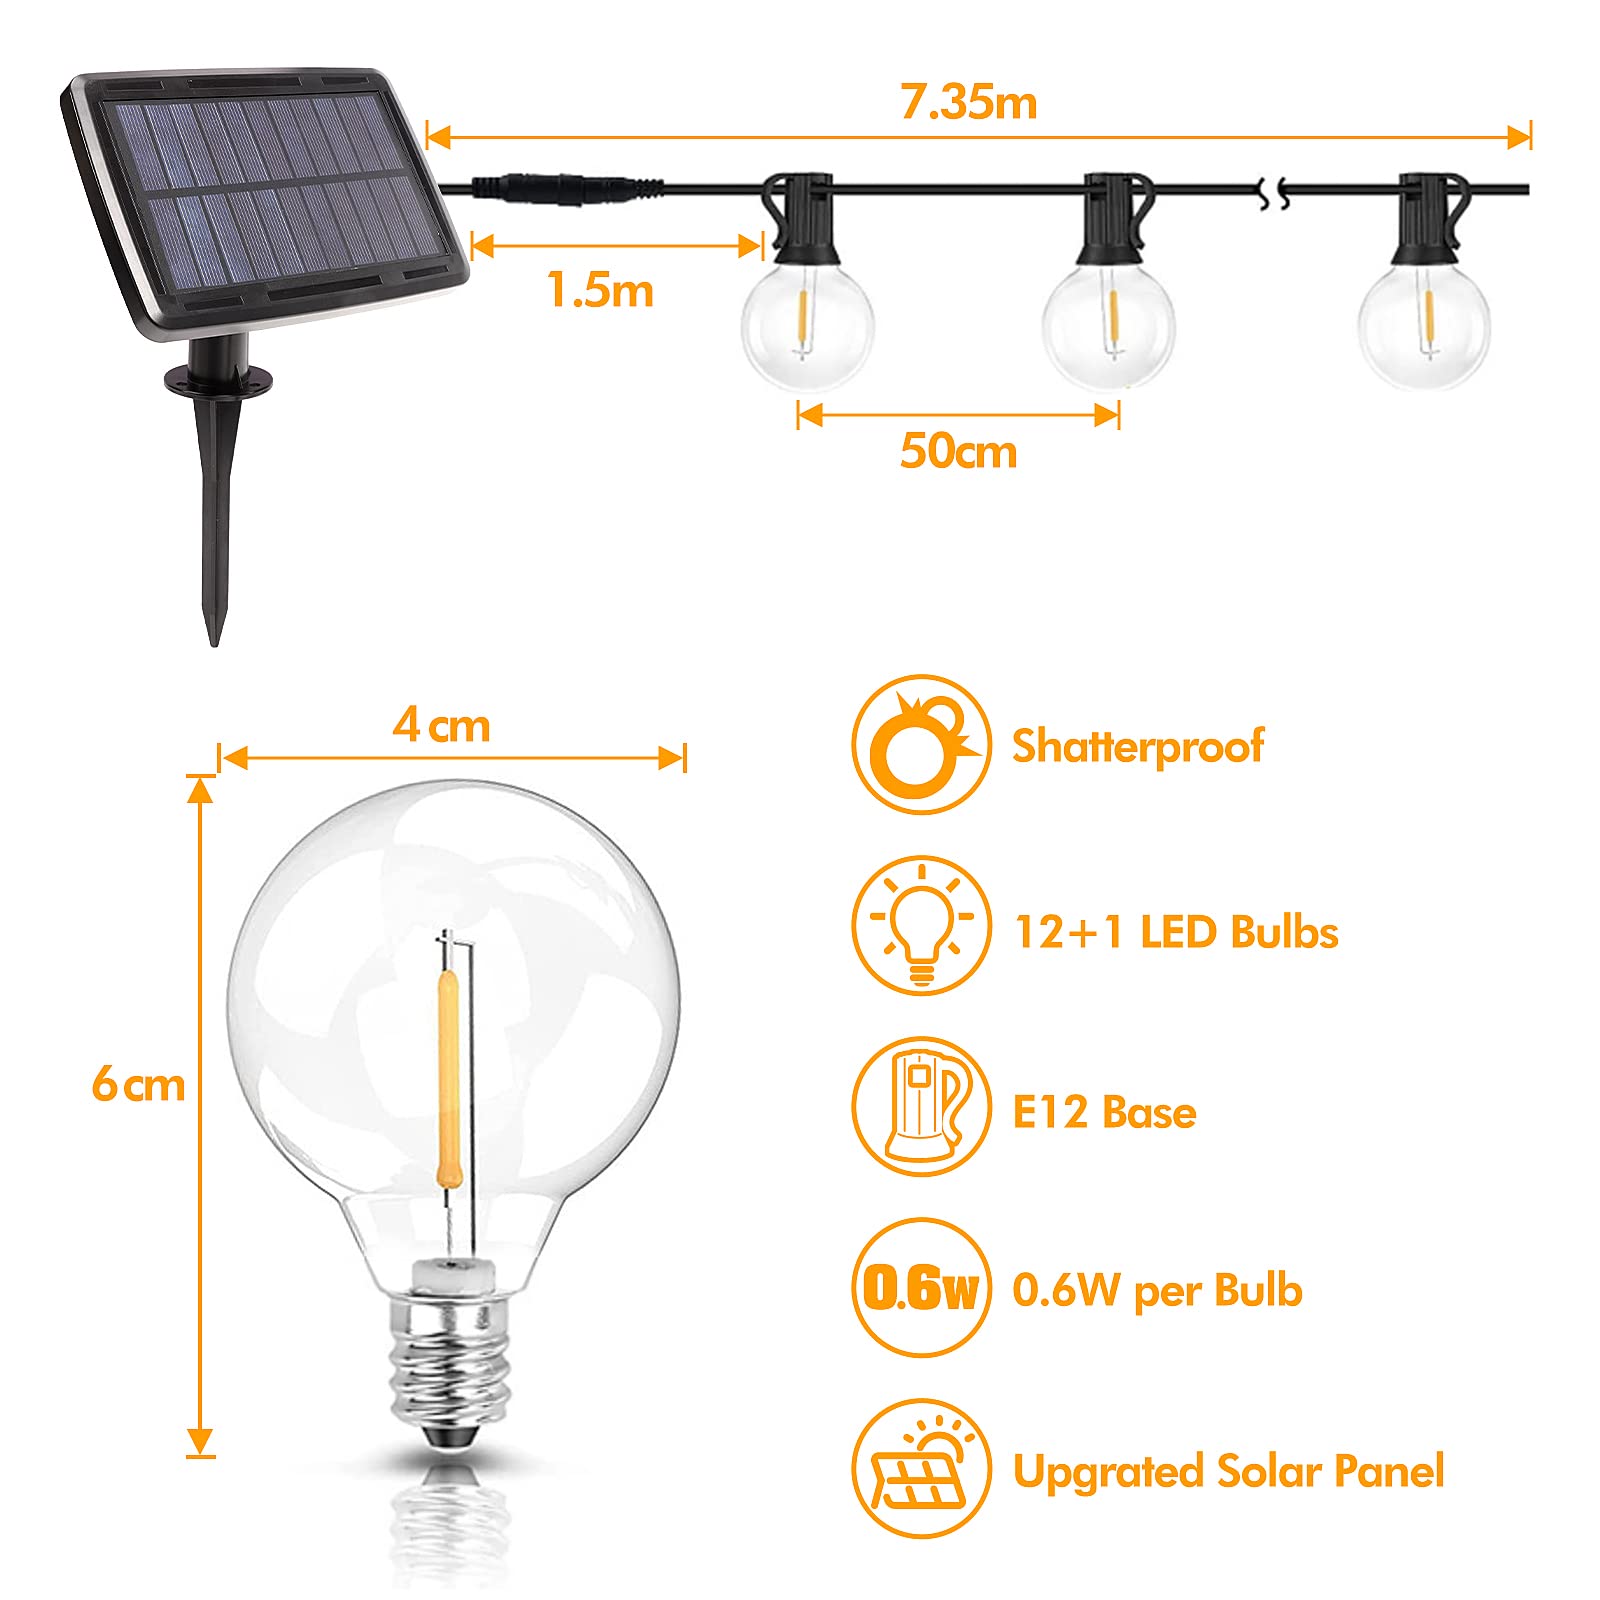 7.35m
1.5m
50cm
4cm
6cm
Shatterproof
12+1 LED Bulbs
E12 Base
0.6w 0.6W per Bulb
Upgrated Solar Panel